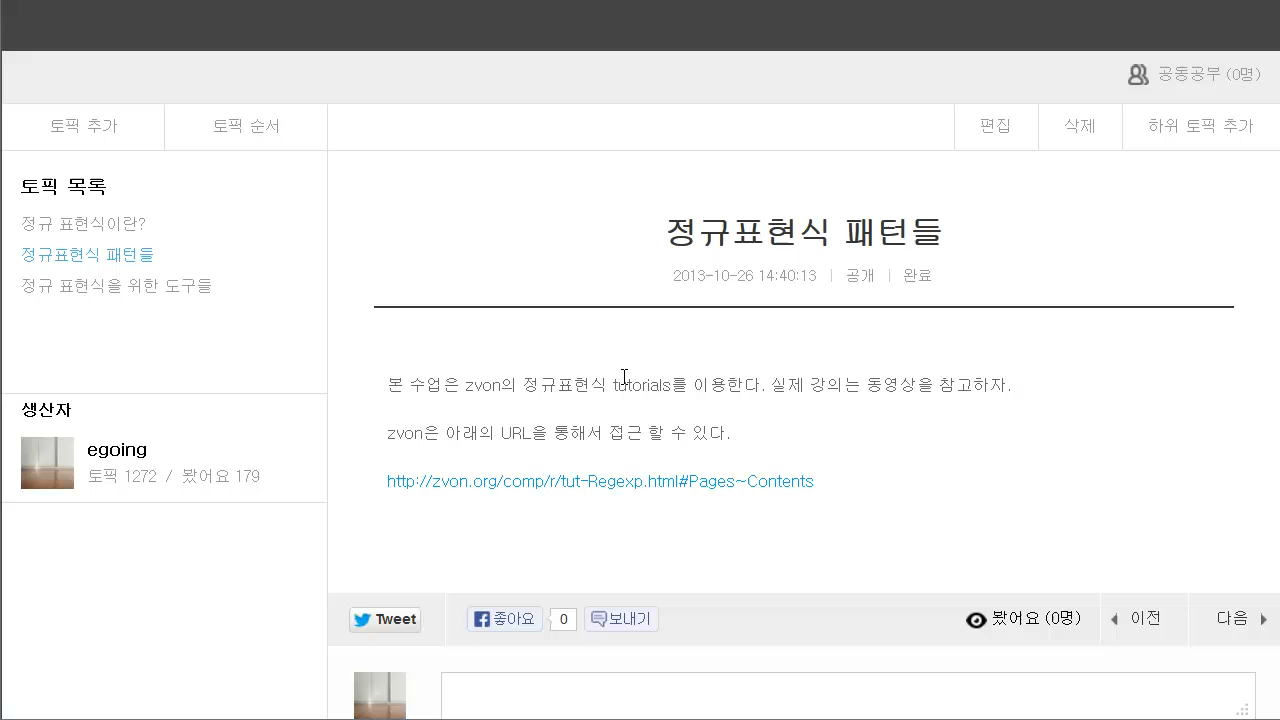 공동공부 (0명)
토픽 추가
토픽 순서
편집
삭제
하위 토픽 추가
토픽 목록
정규 표현식이란?
정규표현식 패턴들
정규 표현식을 위한 도구들
생산자
egoing
토픽 1272 / 봤어요 179
정규표현식 패턴들
2013-10-26 14:40:13 | 공개 | 완료
본 수업은 zvon의 정규표현식 tutorials를 이용한다. 실제 강의는 동영상을 참고하자.
zvon은 아래의 URL을 통해서 접근 할 수 있다.
http://zvon.org/comp/r/tut-Regexp.html#Pages~Contents
Tweet
좋아요
0
보내기
봤어요 (0명)
이전
다음